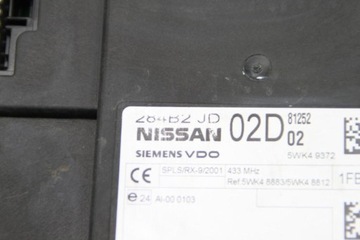 284B2 JD
NISSAN 02D 81252 02
SIEMENS VDO 5WK4 9372
CE SPLS/RX-9/2001 433 MHz 1FE
Ref:5WK4 8863/5WK4 8812
e 24 AI-00 0103